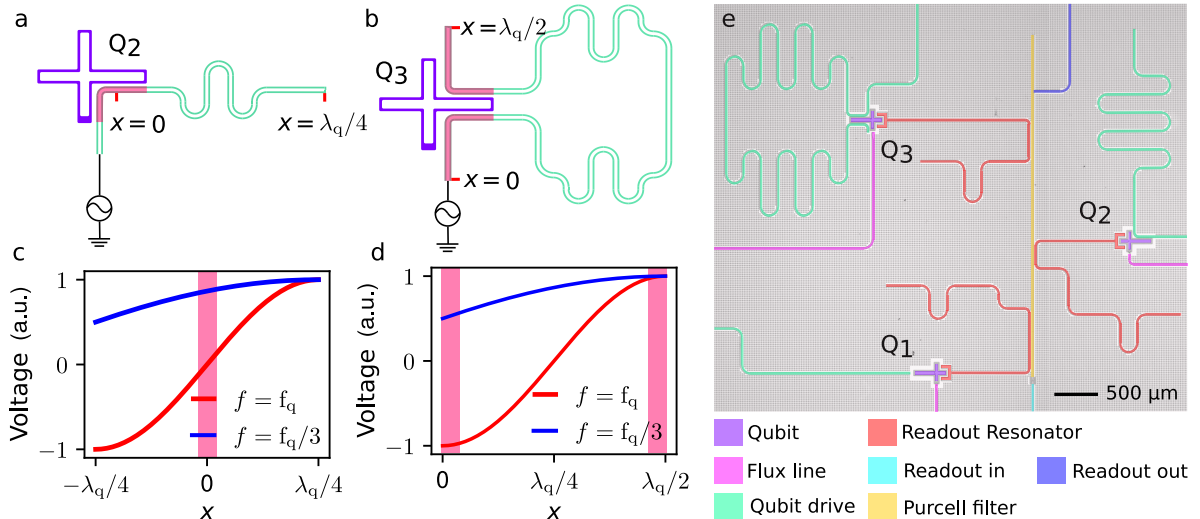 a
Q2
x = 0
x = λq/4
b
x = λq/2
Q3
x = 0
c
Voltage (a.u.)
1
0
−1
f = fq
f = fq/3
−λq/4
0
λq/4
x
d
Voltage (a.u.)
1
0
−1
f = fq
f = fq/3
0
λq/4
λq/2
x
e
Q3
Q2
Q1
500 μm
Qubit
Readout Resonator
Flux line
Readout in
Readout out
Qubit drive
Purcell filter